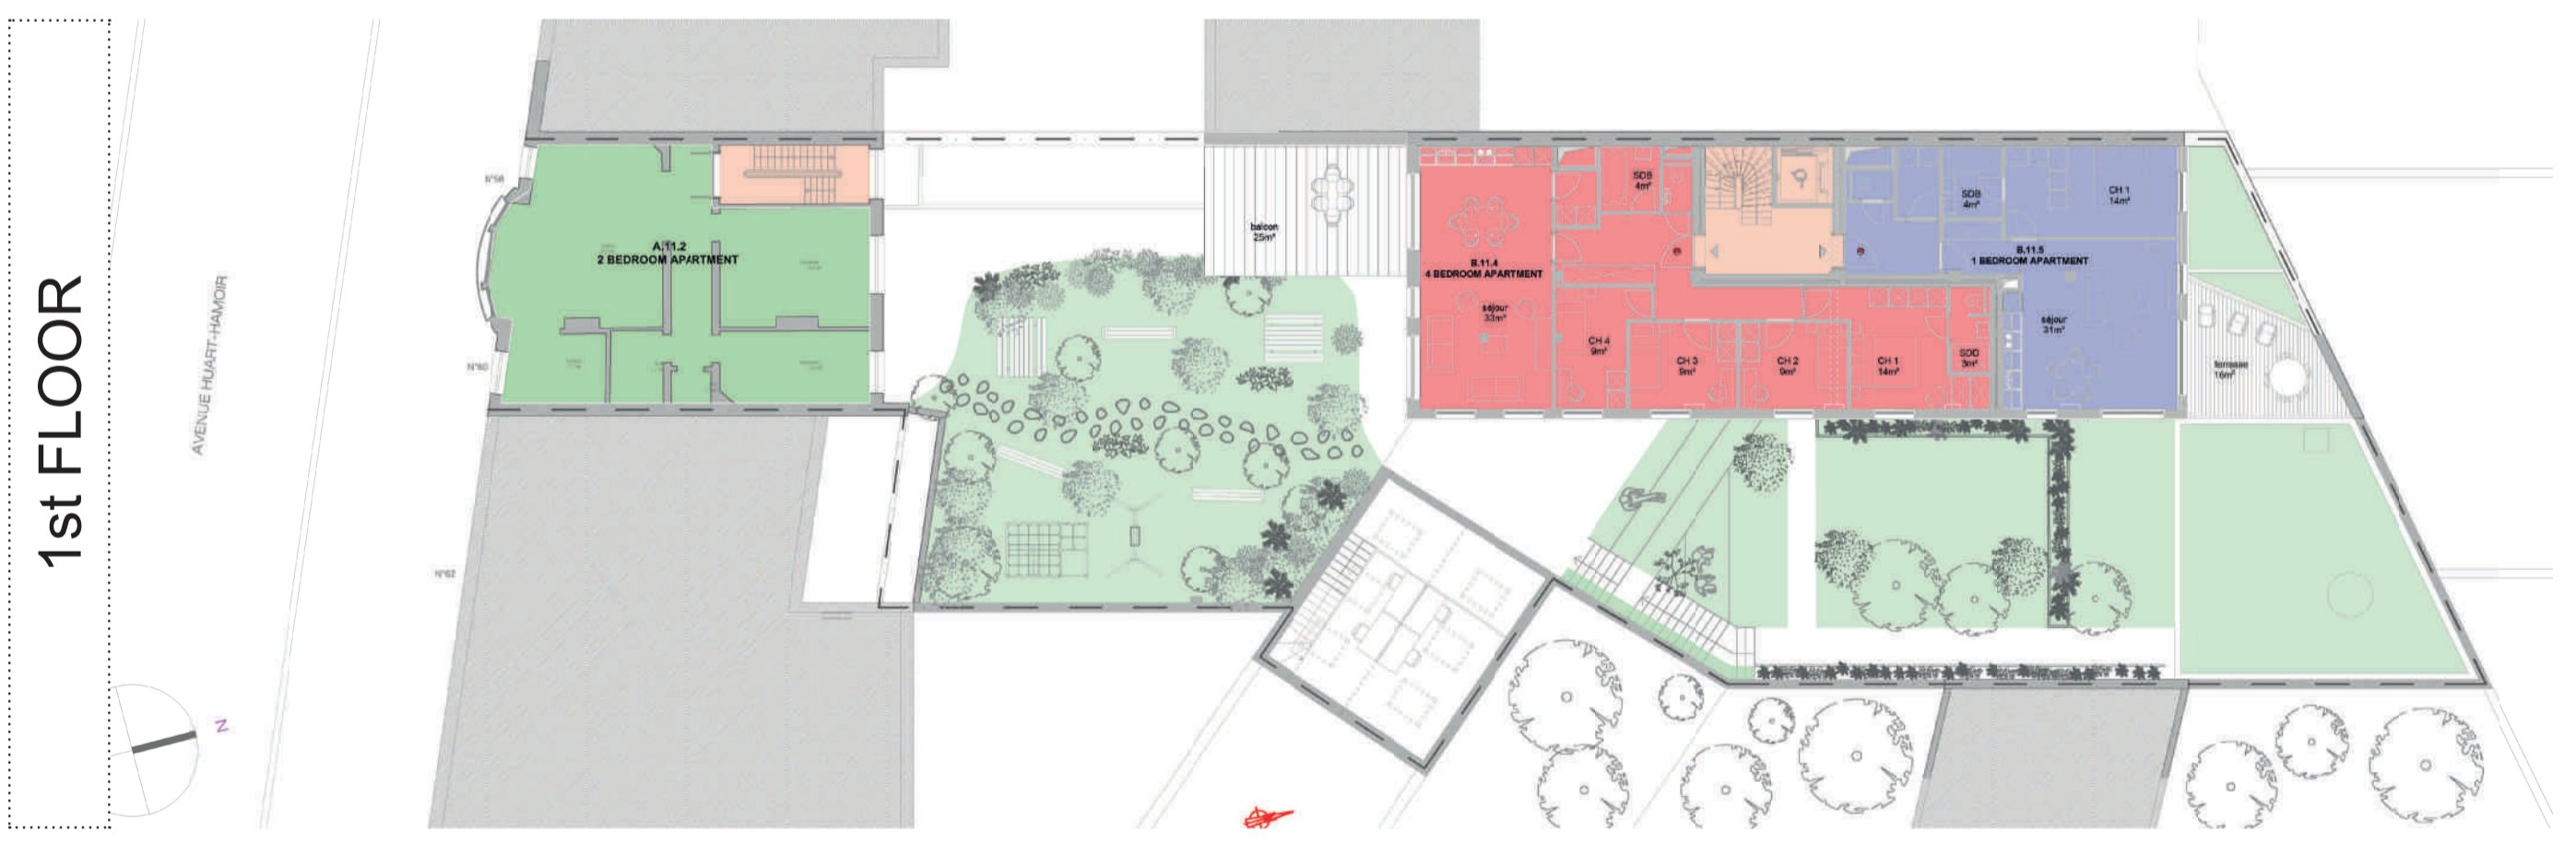 1st FLOOR
AVENUE HUART-HAMOIR
N°58
N°60
N°62
N
A.11.2
2 BEDROOM APARTMENT
balcon
25m²
B.11.4
4 BEDROOM APARTMENT
séjour
33m²
SDB
4m²
CH 4
9m²
CH 3
9m²
CH 2
9m²
CH 1
14m²
SDD
3m²
SDB
4m²
CH 1
14m²
B.11.5
1 BEDROOM APARTMENT
séjour
31m²
terrasse
16m²